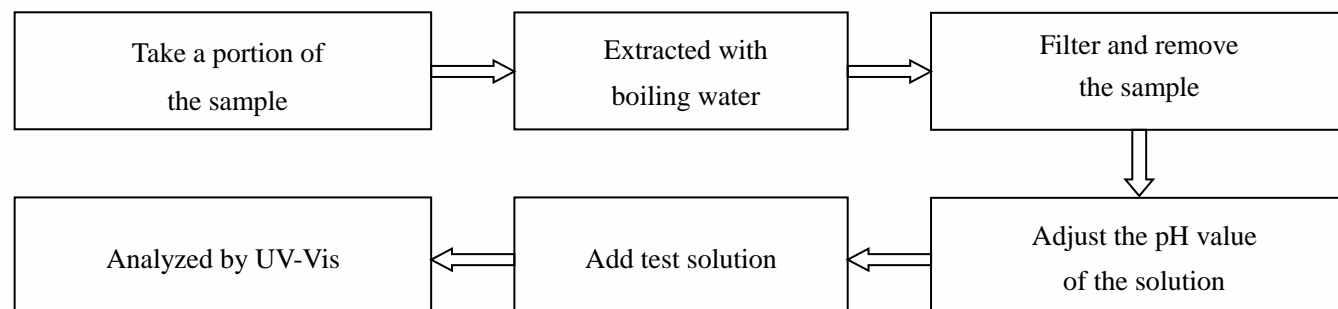 Take a portion of
the sample
Extracted with
boiling water
Filter and remove
the sample
Adjust the pH value
of the solution
Add test solution
Analyzed by UV-Vis